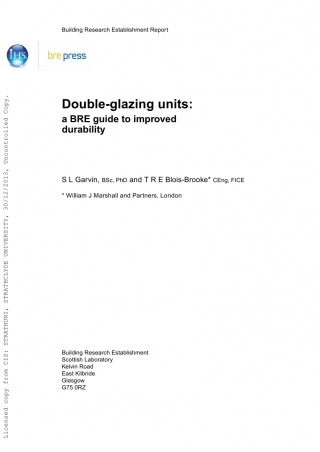 Building Research Establishment Report
IHS
bre press
Double-glazing units:
a BRE guide to improved
durability
S L Garvin, BSc, PhD and T R E Blois-Brooke* CEng, FICE
* William J Marshall and Partners, London
Building Research Establishment
Scottish Laboratory
Kelvin Road
East Kilbride
Glasgow
G75 0RZ
Licensed copy from CIS: STRATHUNI, STRATHCLYDE UNIVERSITY, 30/12/2013, Uncontrolled Copy.